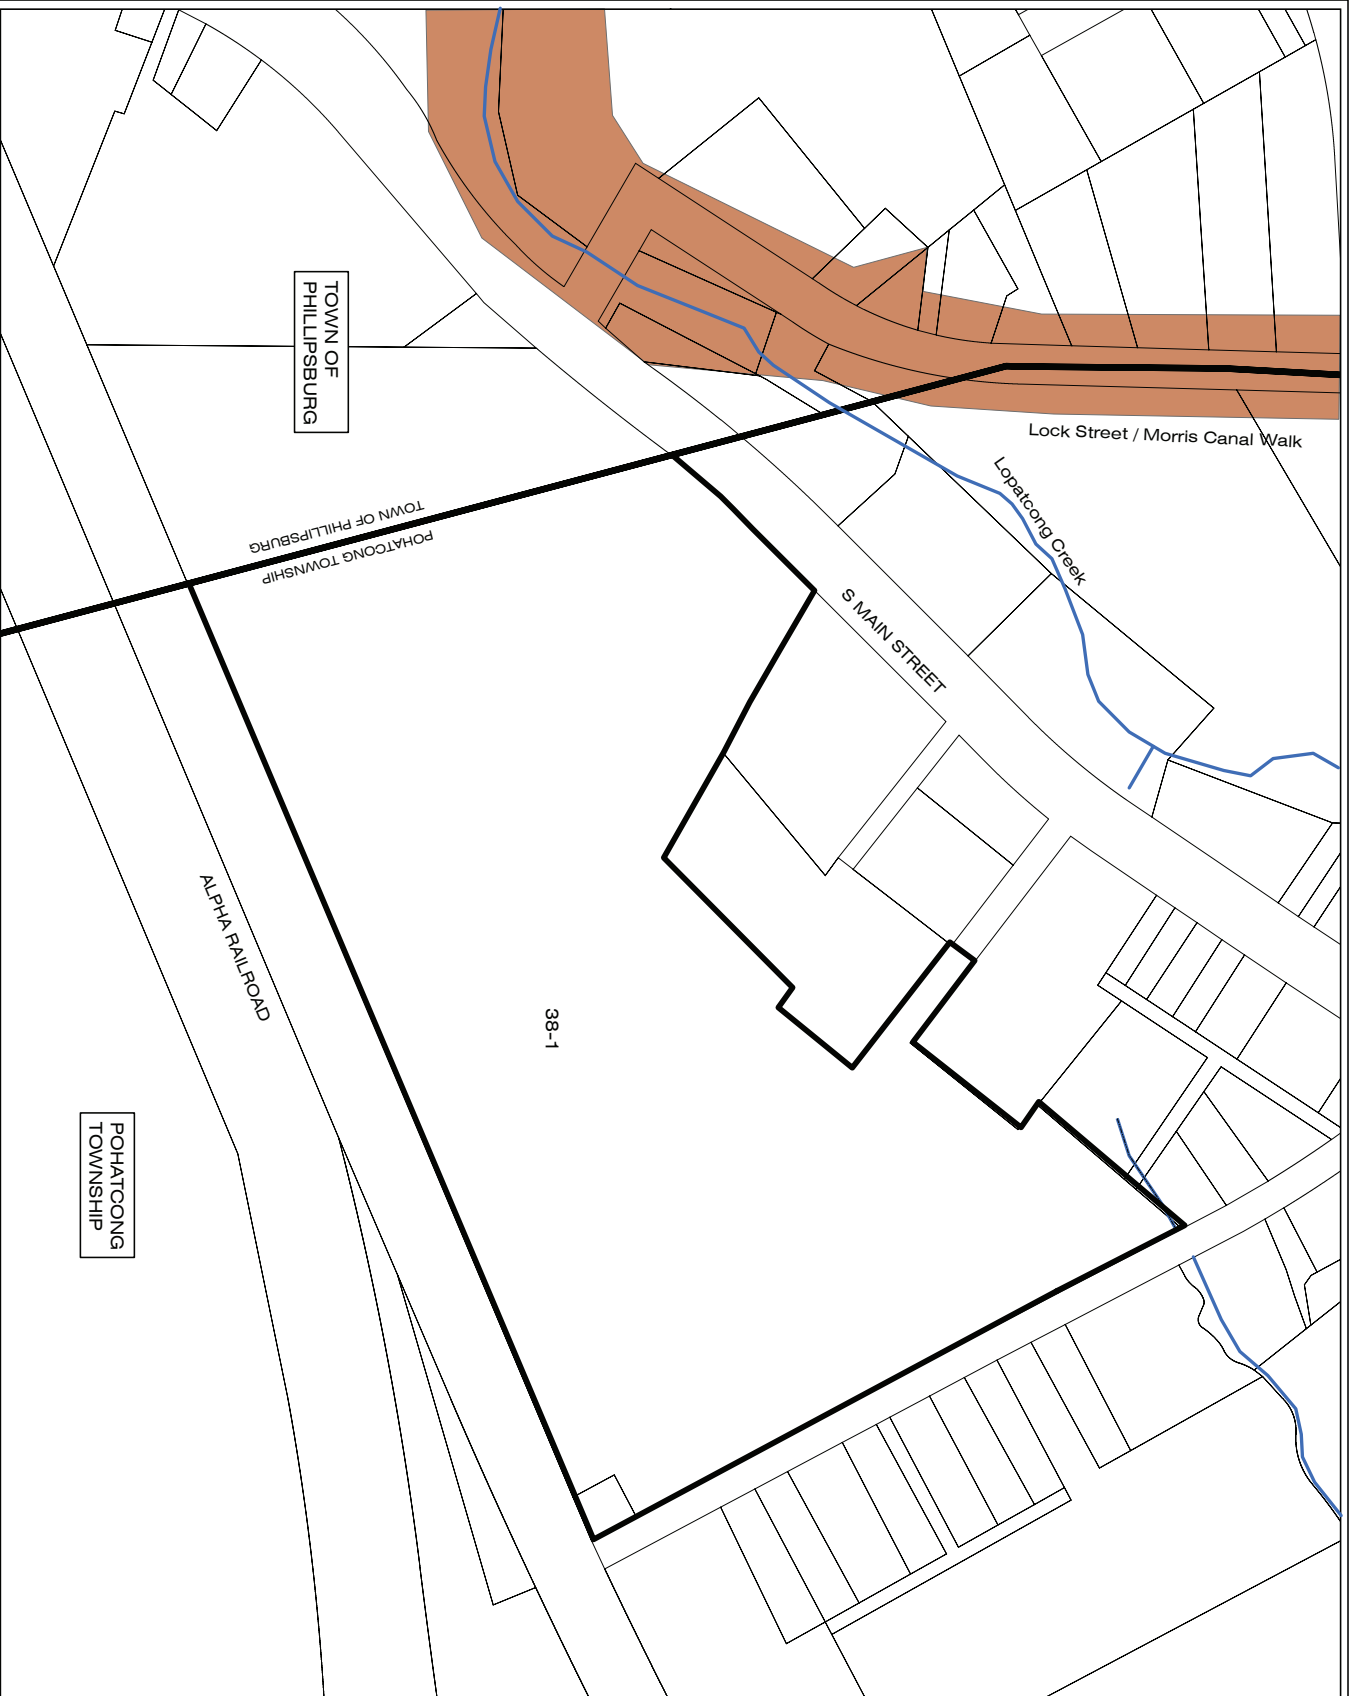 TOWN OF
PHILLIPSBURG
Lock Street / Morris Canal Walk
Lopatcong Creek
TOWN OF PHILLIPSBURG
POHATCONG TOWNSHIP
S MAIN STREET
ALPHA RAILROAD
38-1
POHATCONG
TOWNSHIP